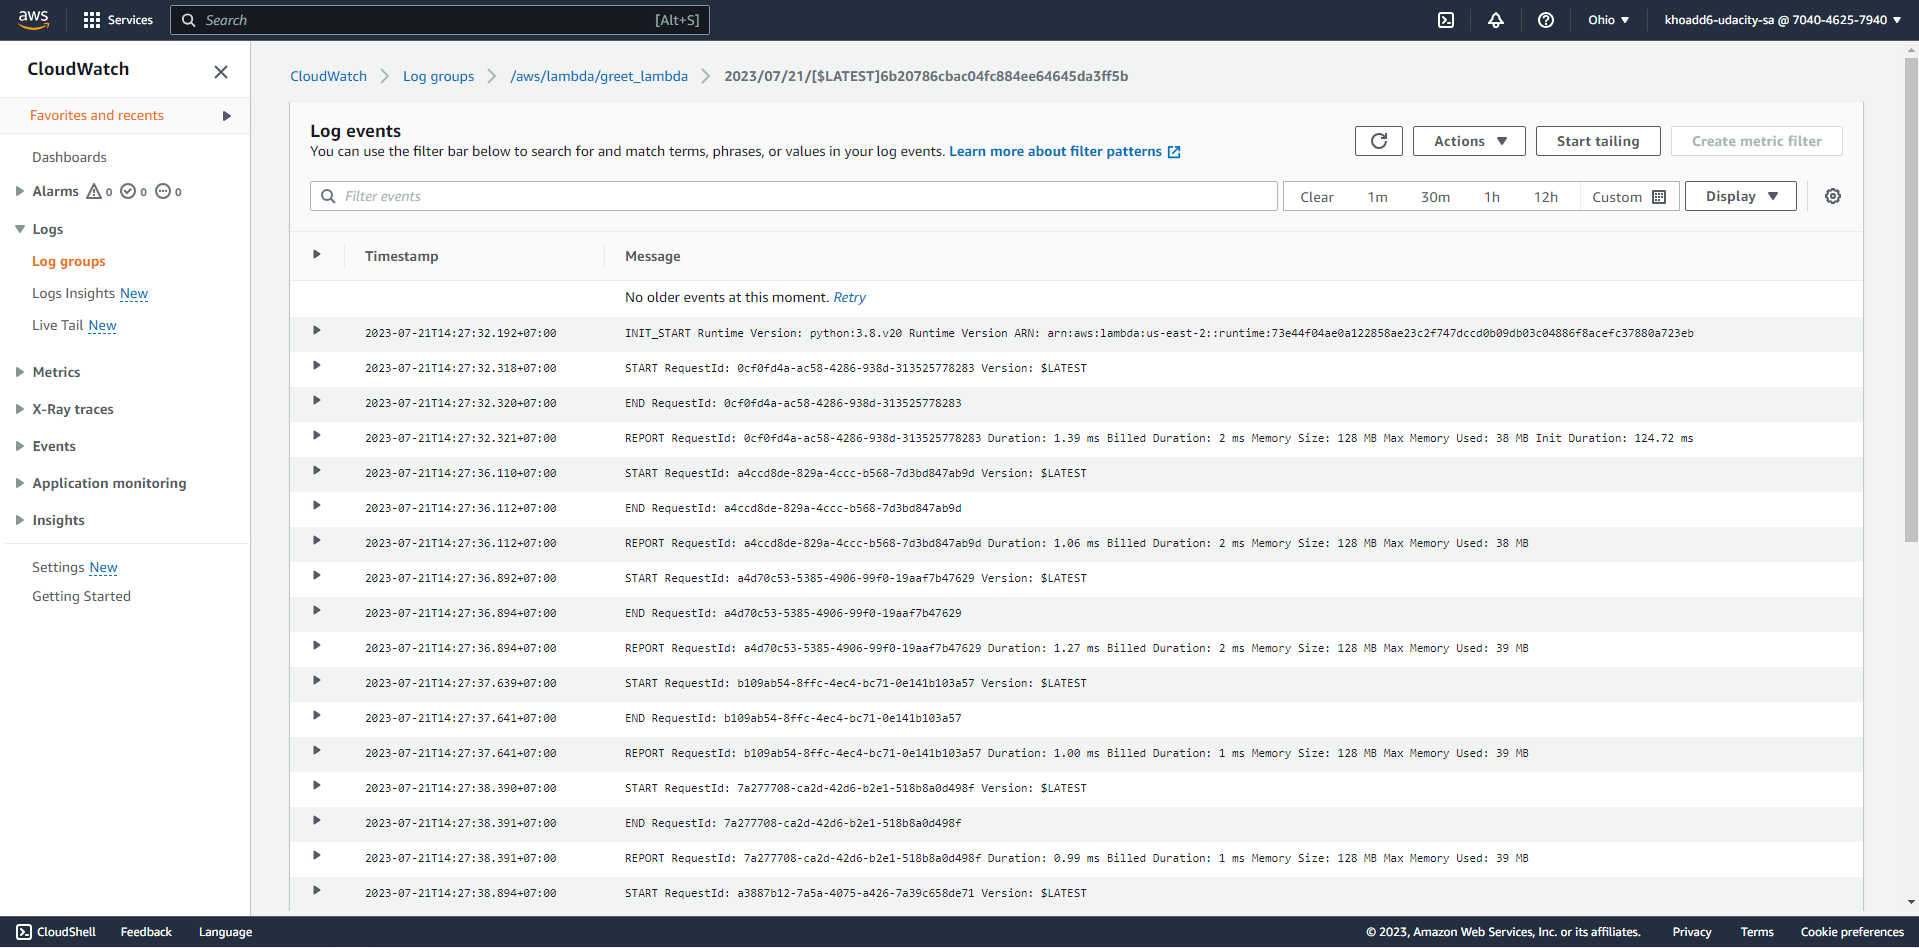 aws Services Search [Alt+S] Ohio khoadd6-udacity-sa @ 7040-4625-7940
CloudWatch
Favorites and recents
Dashboards
Alarms 0 0 0
Logs
Log groups
Logs Insights New
Live Tail New
Metrics
X-Ray traces
Events
Application monitoring
Insights
Settings New
Getting Started
CloudWatch Log groups /aws/lambda/greet_lambda 2023/07/21/[$LATEST]6b20786cbac04fc884ee64645da3ff5b
Log events
You can use the filter bar below to search for and match terms, phrases, or values in your log events. Learn more about filter patterns
Actions Start tailing Create metric filter
Filter events Clear 1m 30m 1h 12h Custom Display
Timestamp Message
No older events at this moment. Retry
2023-07-21T14:27:32.192+07:00 INIT_START Runtime Version: python:3.8.v20 Runtime Version ARN: arn:aws:lambda:us-east-2::runtime:73e44f04ae0a122858ae23c2f747dccd0b09db03c04886f8acefc37880a723eb
2023-07-21T14:27:32.318+07:00 START RequestId: 0cf0fd4a-ac58-4286-938d-313525778283 Version: $LATEST
2023-07-21T14:27:32.320+07:00 END RequestId: 0cf0fd4a-ac58-4286-938d-313525778283
2023-07-21T14:27:32.321+07:00 REPORT RequestId: 0cf0fd4a-ac58-4286-938d-313525778283 Duration: 1.39 ms Billed Duration: 2 ms Memory Size: 128 MB Max Memory Used: 38 MB Init Duration: 124.72 ms
2023-07-21T14:27:36.110+07:00 START RequestId: a4ccd8de-829a-4ccc-b568-7d3bd847ab9d Version: $LATEST
2023-07-21T14:27:36.112+07:00 END RequestId: a4ccd8de-829a-4ccc-b568-7d3bd847ab9d
2023-07-21T14:27:36.112+07:00 REPORT RequestId: a4ccd8de-829a-4ccc-b568-7d3bd847ab9d Duration: 1.06 ms Billed Duration: 2 ms Memory Size: 128 MB Max Memory Used: 38 MB
2023-07-21T14:27:36.892+07:00 START RequestId: a4d70c53-5385-4906-99f0-19aaf7b47629 Version: $LATEST
2023-07-21T14:27:36.894+07:00 END RequestId: a4d70c53-5385-4906-99f0-19aaf7b47629
2023-07-21T14:27:36.894+07:00 REPORT RequestId: a4d70c53-5385-4906-99f0-19aaf7b47629 Duration: 1.27 ms Billed Duration: 2 ms Memory Size: 128 MB Max Memory Used: 39 MB
2023-07-21T14:27:37.639+07:00 START RequestId: b109ab54-8ffc-4ec4-bc71-0e141b103a57 Version: $LATEST
2023-07-21T14:27:37.641+07:00 END RequestId: b109ab54-8ffc-4ec4-bc71-0e141b103a57
2023-07-21T14:27:37.641+07:00 REPORT RequestId: b109ab54-8ffc-4ec4-bc71-0e141b103a57 Duration: 1.00 ms Billed Duration: 1 ms Memory Size: 128 MB Max Memory Used: 39 MB
2023-07-21T14:27:38.390+07:00 START RequestId: 7a277708-ca2d-42d6-b2e1-518b8a0d498f Version: $LATEST
2023-07-21T14:27:38.391+07:00 END RequestId: 7a277708-ca2d-42d6-b2e1-518b8a0d498f
2023-07-21T14:27:38.391+07:00 REPORT RequestId: 7a277708-ca2d-42d6-b2e1-518b8a0d498f Duration: 0.99 ms Billed Duration: 1 ms Memory Size: 128 MB Max Memory Used: 39 MB
2023-07-21T14:27:38.894+07:00 START RequestId: a3887b12-7a5a-4075-a426-7a39c658de71 Version: $LATEST
CloudShell Feedback Language © 2023, Amazon Web Services, Inc. or its affiliates. Privacy Terms Cookie preferences